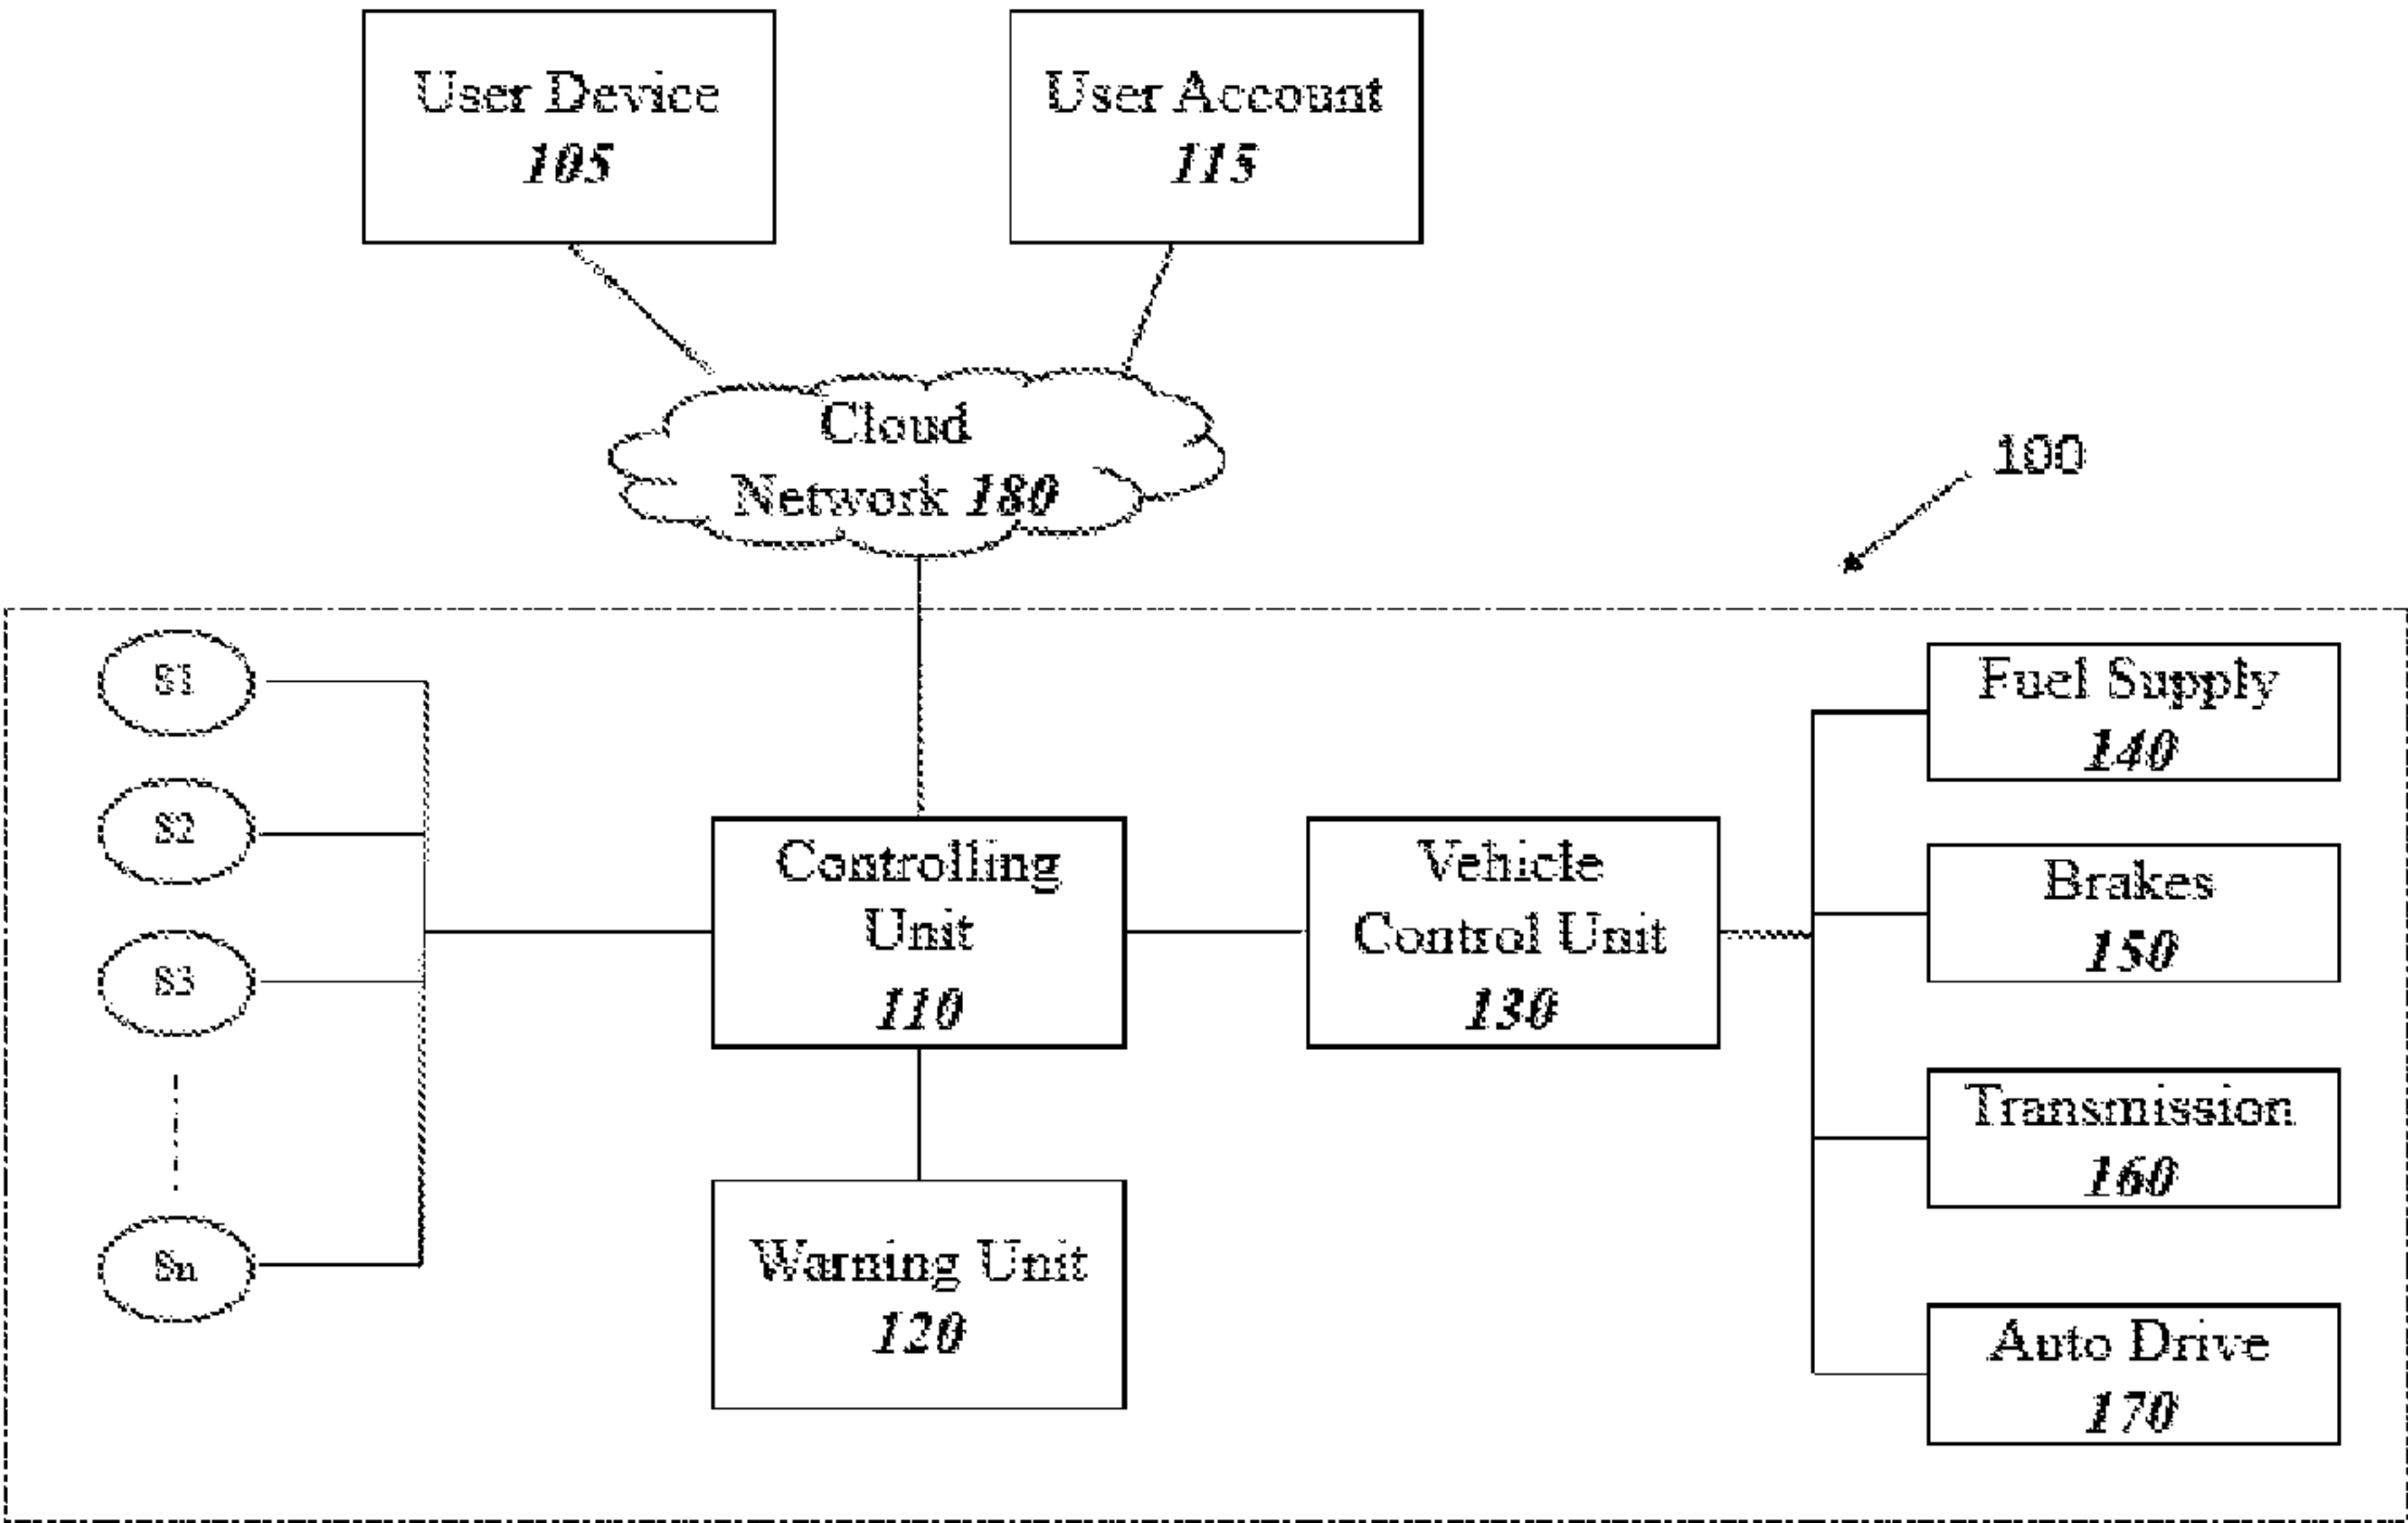 User Device
105
User Account
115
Cloud
Network 180
100
S1
S2
S3
Sn
Controlling
Unit
110
Warning Unit
120
Vehicle
Control Unit
130
Fuel Supply
140
Brakes
150
Transmission
160
Auto Drive
170